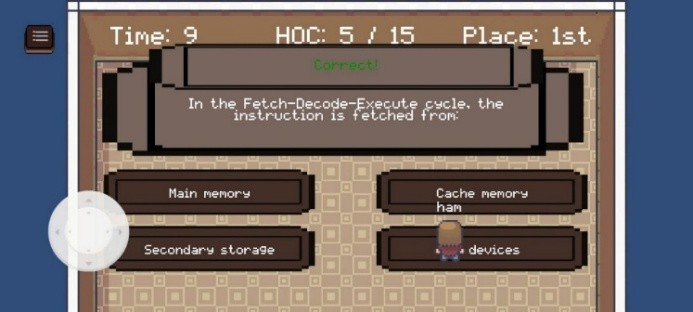 Time: 9 HOC: 5 / 15 Place: 1st
Correct!
In the Fetch-Decode-Execute cycle, the
instruction is fetched from:
Main memory
Cache memory
ham
Secondary storage
devices